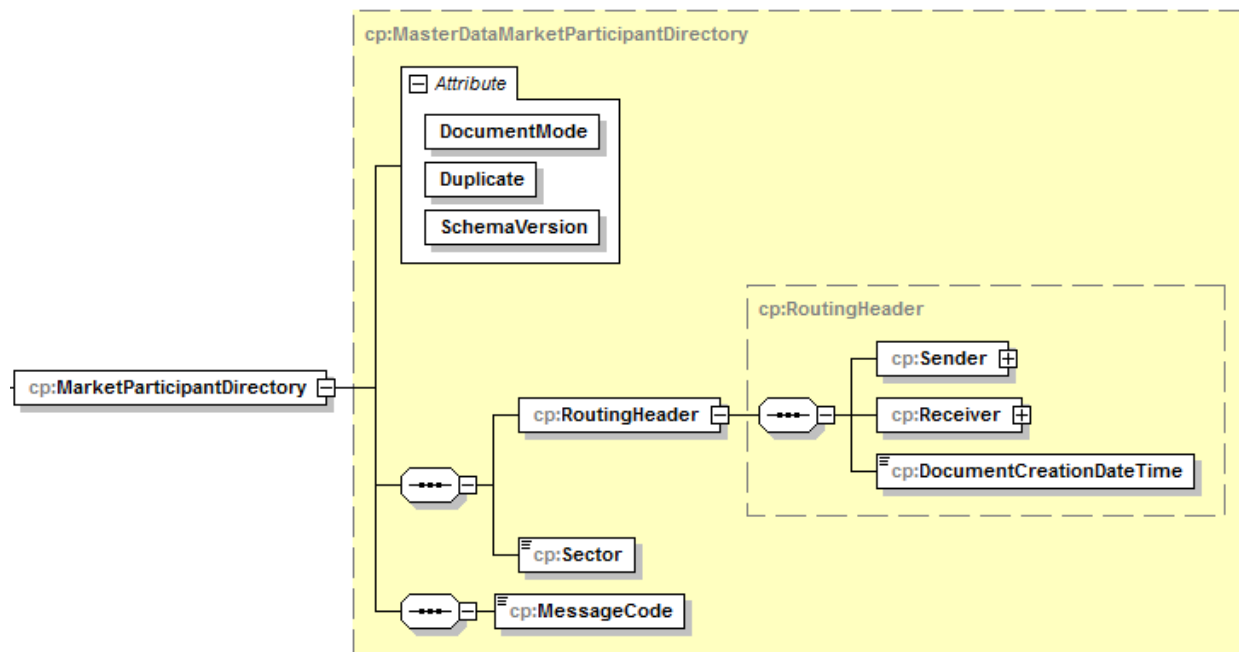 cp:MasterDataMarketParticipantDirectory
Attribute
DocumentMode
Duplicate
SchemaVersion
cp:RoutingHeader
cp:Sender
cp:MarketParticipantDirectory
cp:RoutingHeader
cp:Receiver
cp:DocumentCreationDateTime
cp:Sector
cp:MessageCode